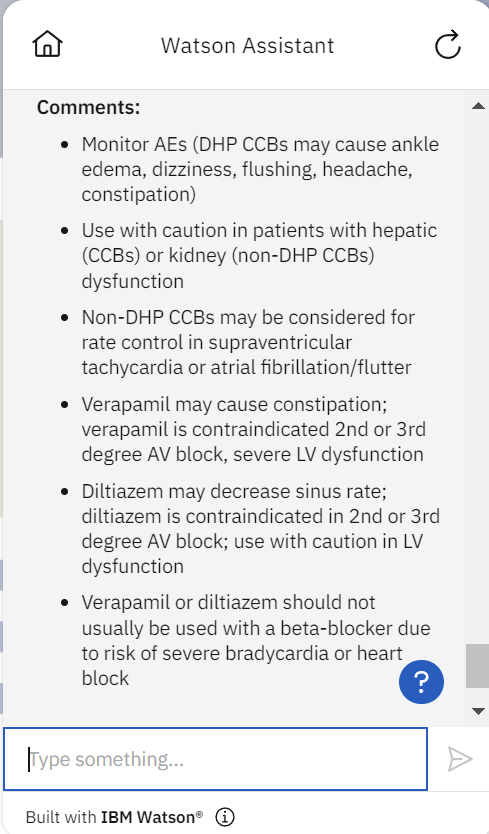 Watson Assistant
Comments:
• Monitor AEs (DHP CCBs may cause ankle
edema, dizziness, flushing, headache,
constipation)
• Use with caution in patients with hepatic
(CCBs) or kidney (non-DHP CCBs)
dysfunction
• Non-DHP CCBs may be considered for
rate control in supraventricular
tachycardia or atrial fibrillation/flutter
• Verapamil may cause constipation;
verapamil is contraindicated 2nd or 3rd
degree AV block, severe LV dysfunction
• Diltiazem may decrease sinus rate;
diltiazem is contraindicated in 2nd or 3rd
degree AV block; use with caution in LV
dysfunction
• Verapamil or diltiazem should not
usually be used with a beta-blocker due
to risk of severe bradycardia or heart
block
?
Type something...
Built with IBM Watson®